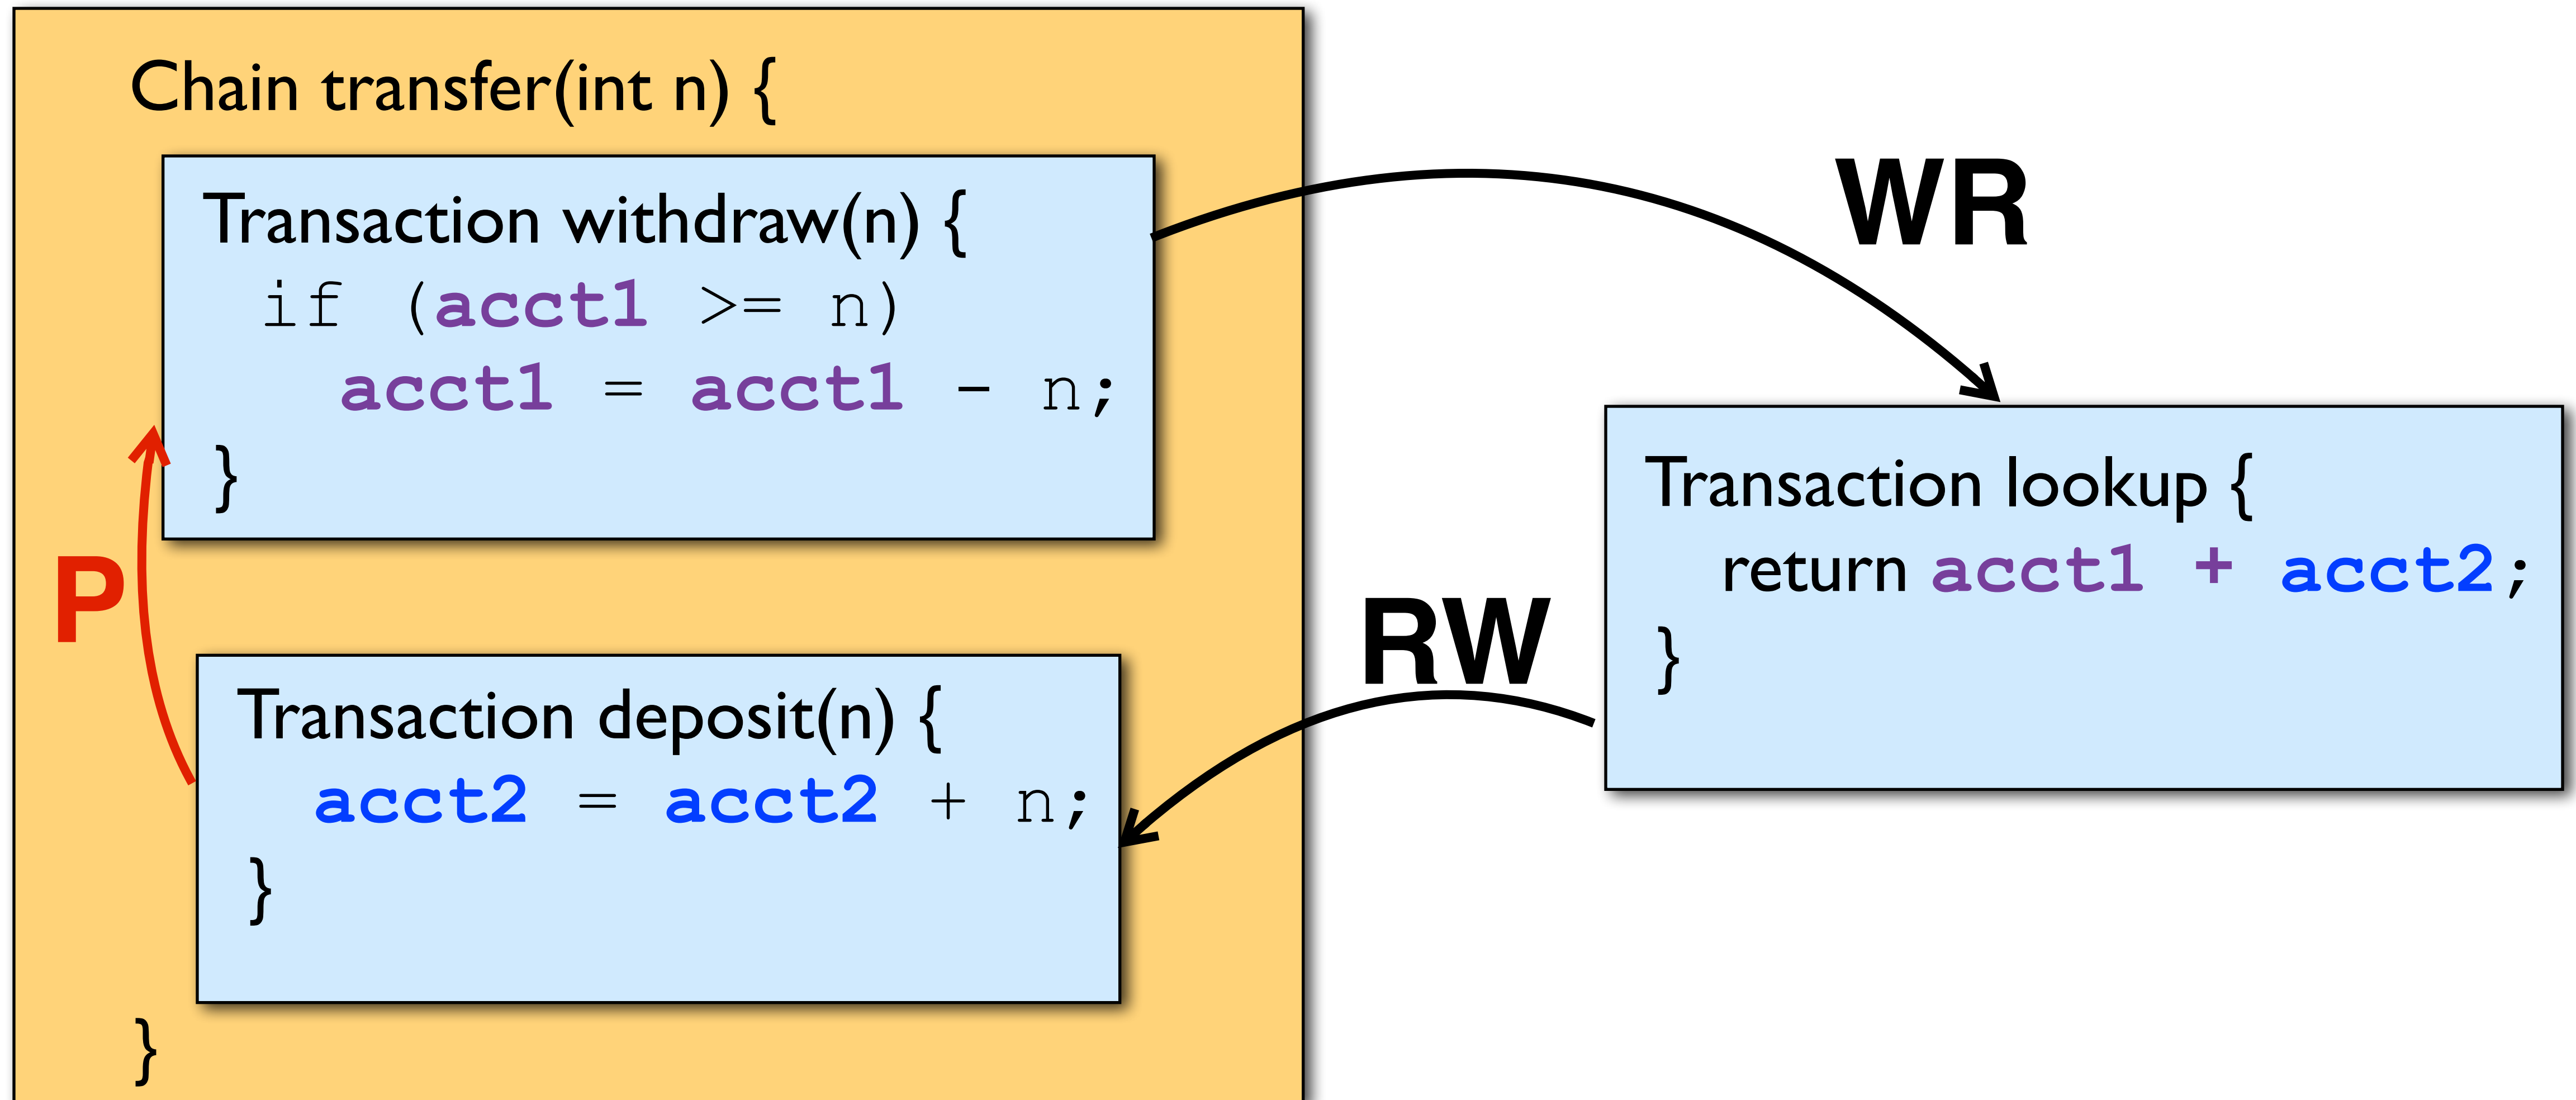 Chain transfer(int n) {
Transaction withdraw(n) {
if (acct1 >= n)
acct1 = acct1 - n;
}
P
Transaction deposit(n) {
acct2 = acct2 + n;
}
}
WR
RW
Transaction lookup {
return acct1 + acct2;
}